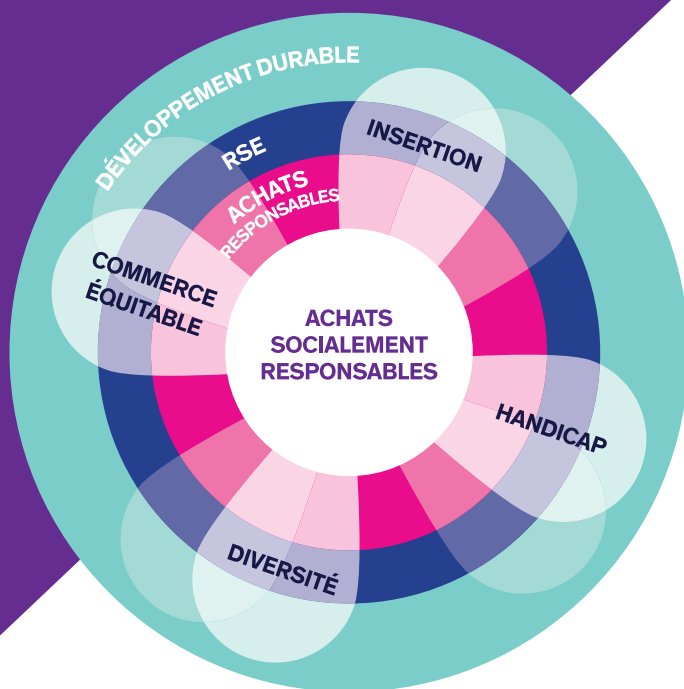 DÉVELOPPEMENT DURABLE
RSE
ACHATS
RESPONSABLES
INSERTION
COMMERCE
ÉQUITABLE
ACHATS
SOCIALEMENT
RESPONSABLES
HANDICAP
DIVERSITÉ